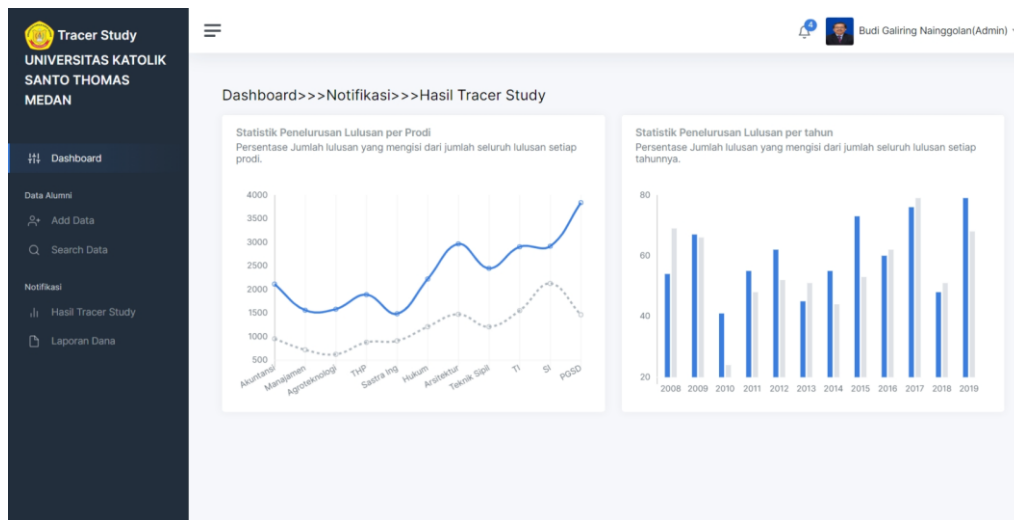 Tracer Study
UNIVERSITAS KATOLIK
SANTO THOMAS
MEDAN
Dashboard
Data Alumni
Add Data
Search Data
Notifikasi
Hasil Tracer Study
Laporan Dana
4
Budi Galiring Nainggolan(Admin)
Dashboard>>>Notifikasi>>>Hasil Tracer Study
Statistik Penelurusan Lulusan per Prodi
Persentase Jumlah lulusan yang mengisi dari jumlah seluruh lulusan setiap
prodi.
4000
3500
3000
2500
2000
1500
1000
500
Akuntansi
Manajamen
Agroteknologi
THP
Sastra Ing
Hukum
Arsitektur
Teknik Sipil
TI
SI
PGSD
Statistik Penelurusan Lulusan per tahun
Persentase Jumlah lulusan yang mengisi dari jumlah seluruh lulusan setiap
tahunnya.
80
60
40
20
2008 2009 2010 2011 2012 2013 2014 2015 2016 2017 2018 2019